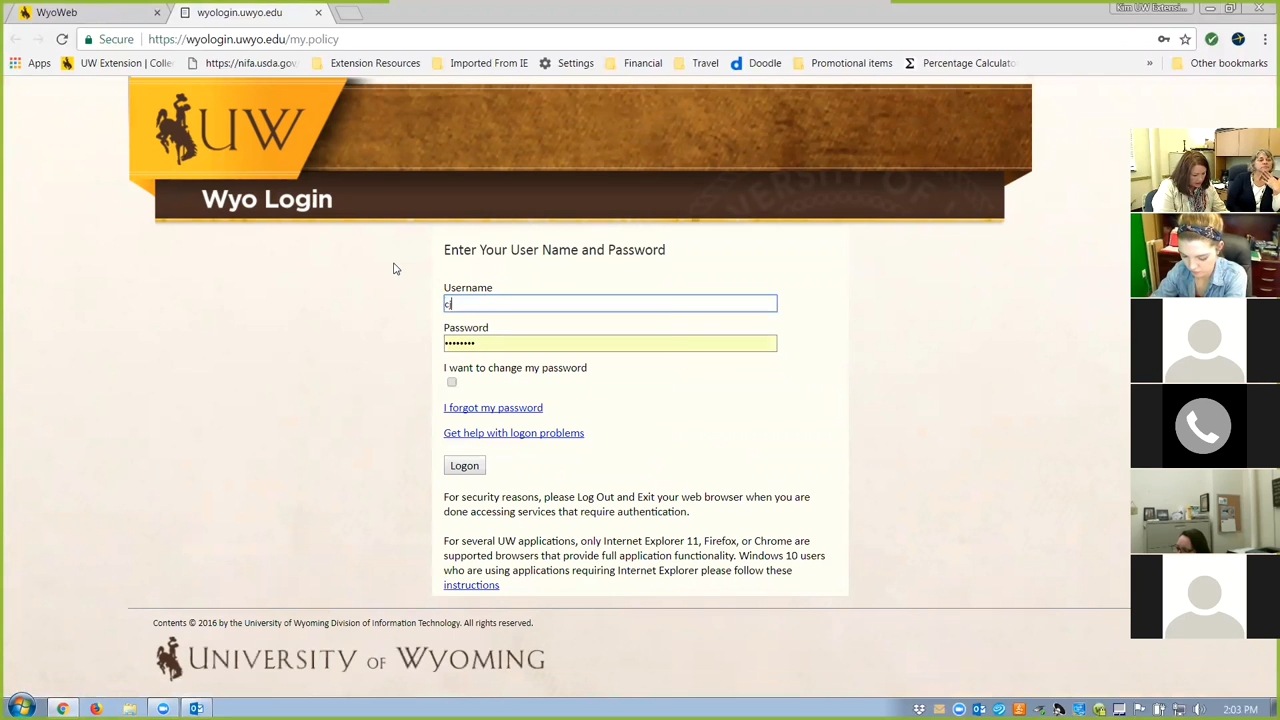 WyoWeb
wyologin.uwyo.edu
Kim UW Extensi...
Secure
https://wyologin.uwyo.edu/my.policy
Apps
UW Extension | Colle
https://nifa.usda.gov
Extension Resources
Imported From IE
Settings
Financial
Travel
Doodle
Promotional items
Percentage Calculato
»
Other bookmarks
UW
Wyo Login
UNIVERSITY OF
Enter Your User Name and Password
Username
cj
Password
••••••••
I want to change my password
I forgot my password
Get help with logon problems
Logon
For security reasons, please Log Out and Exit your web browser when you are
done accessing services that require authentication.
For several UW applications, only Internet Explorer 11, Firefox, or Chrome are
supported browsers that provide full application functionality. Windows 10 users
who are using applications requiring Internet Explorer please follow these
instructions
Contents © 2016 by the University of Wyoming Division of Information Technology. All rights reserved.
UNIVERSITY OF WYOMING
2:03 PM